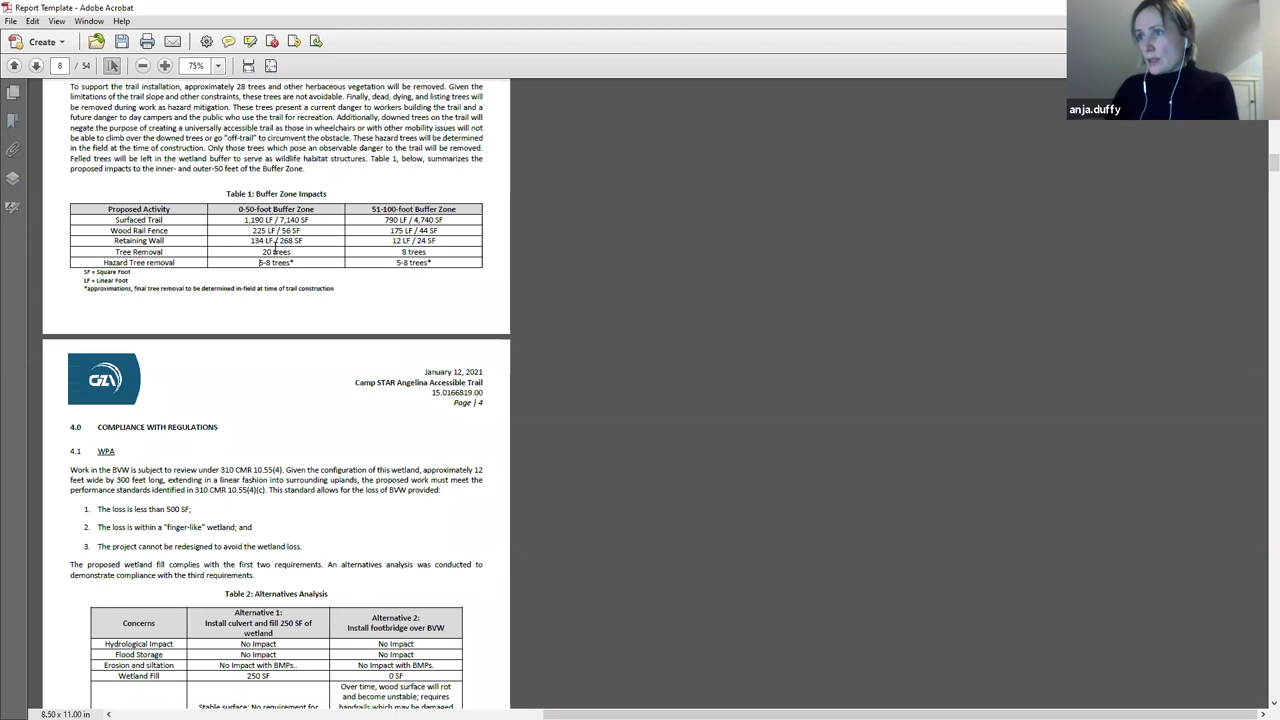 Report Template - Adobe Acrobat
File Edit View Window Help
Create
8 / 54 75%
anja.duffy
To support the trail installation, approximately 28 trees and other herbaceous vegetation will be removed. Given the
limitations of the trail slope and other constraints, these trees are not avoidable. Finally, dead, dying, and listing trees will
be removed during work as hazard mitigation. These trees present a current danger to workers building the trail and a
future danger to day campers and the public who use the trail for recreation. Additionally, downed trees on the trail will
negate the purpose of creating a universally accessible trail as those in wheelchairs or with other mobility issues will not
be able to climb over the downed trees or go "off-trail" to circumvent the obstacle. These hazard trees will be determined
in the field at the time of construction. Only those trees which pose an observable danger to the trail will be removed.
Felled trees will be left in the wetland buffer to serve as wildlife habitat structures. Table 1, below, summarizes the
proposed impacts to the inner- and outer-50 feet of the Buffer Zone.
Table 1: Buffer Zone Impacts
Proposed Activity 0-50-foot Buffer Zone 51-100-foot Buffer Zone
Surfaced Trail 1,190 LF / 7,140 SF 790 LF / 4,740 SF
Wood Rail Fence 225 LF / 56 SF 175 LF / 44 SF
Retaining Wall 134 LF / 268 SF 12 LF / 24 SF
Tree Removal 20 trees 8 trees
Hazard Tree removal 5-8 trees* 5-8 trees*
SF = Square Foot
LF = Linear Foot
*approximations, final tree removal to be determined in-field at time of trail construction
GZA
January 12, 2021
Camp STAR Angelina Accessible Trail
15.0166819.00
Page | 4
4.0 COMPLIANCE WITH REGULATIONS
4.1 WPA
Work in the BVW is subject to review under 310 CMR 10.55(4). Given the configuration of this wetland, approximately 12
feet wide by 300 feet long, extending in a linear fashion into surrounding uplands, the proposed work must meet the
performance standards identified in 310 CMR 10.55(4)(c). This standard allows for the loss of BVW provided:
1. The loss is less than 500 SF;
2. The loss is within a "finger-like" wetland; and
3. The project cannot be redesigned to avoid the wetland loss.
The proposed wetland fill complies with the first two requirements. An alternatives analysis was conducted to
demonstrate compliance with the third requirements.
Table 2: Alternatives Analysis
Concerns
Alternative 1:
Install culvert and fill 250 SF of
wetland
Alternative 2:
Install footbridge over BVW
Hydrological Impact No Impact No Impact
Flood Storage No Impact No Impact
Erosion and siltation No Impact with BMPs.. No Impact with BMPs.
Wetland Fill 250 SF 0 SF
Over time, wood surface will rot
and become unstable; requires
Stable surface; No requirement for
handrails which may be damaged
8.50 x 11.00 in